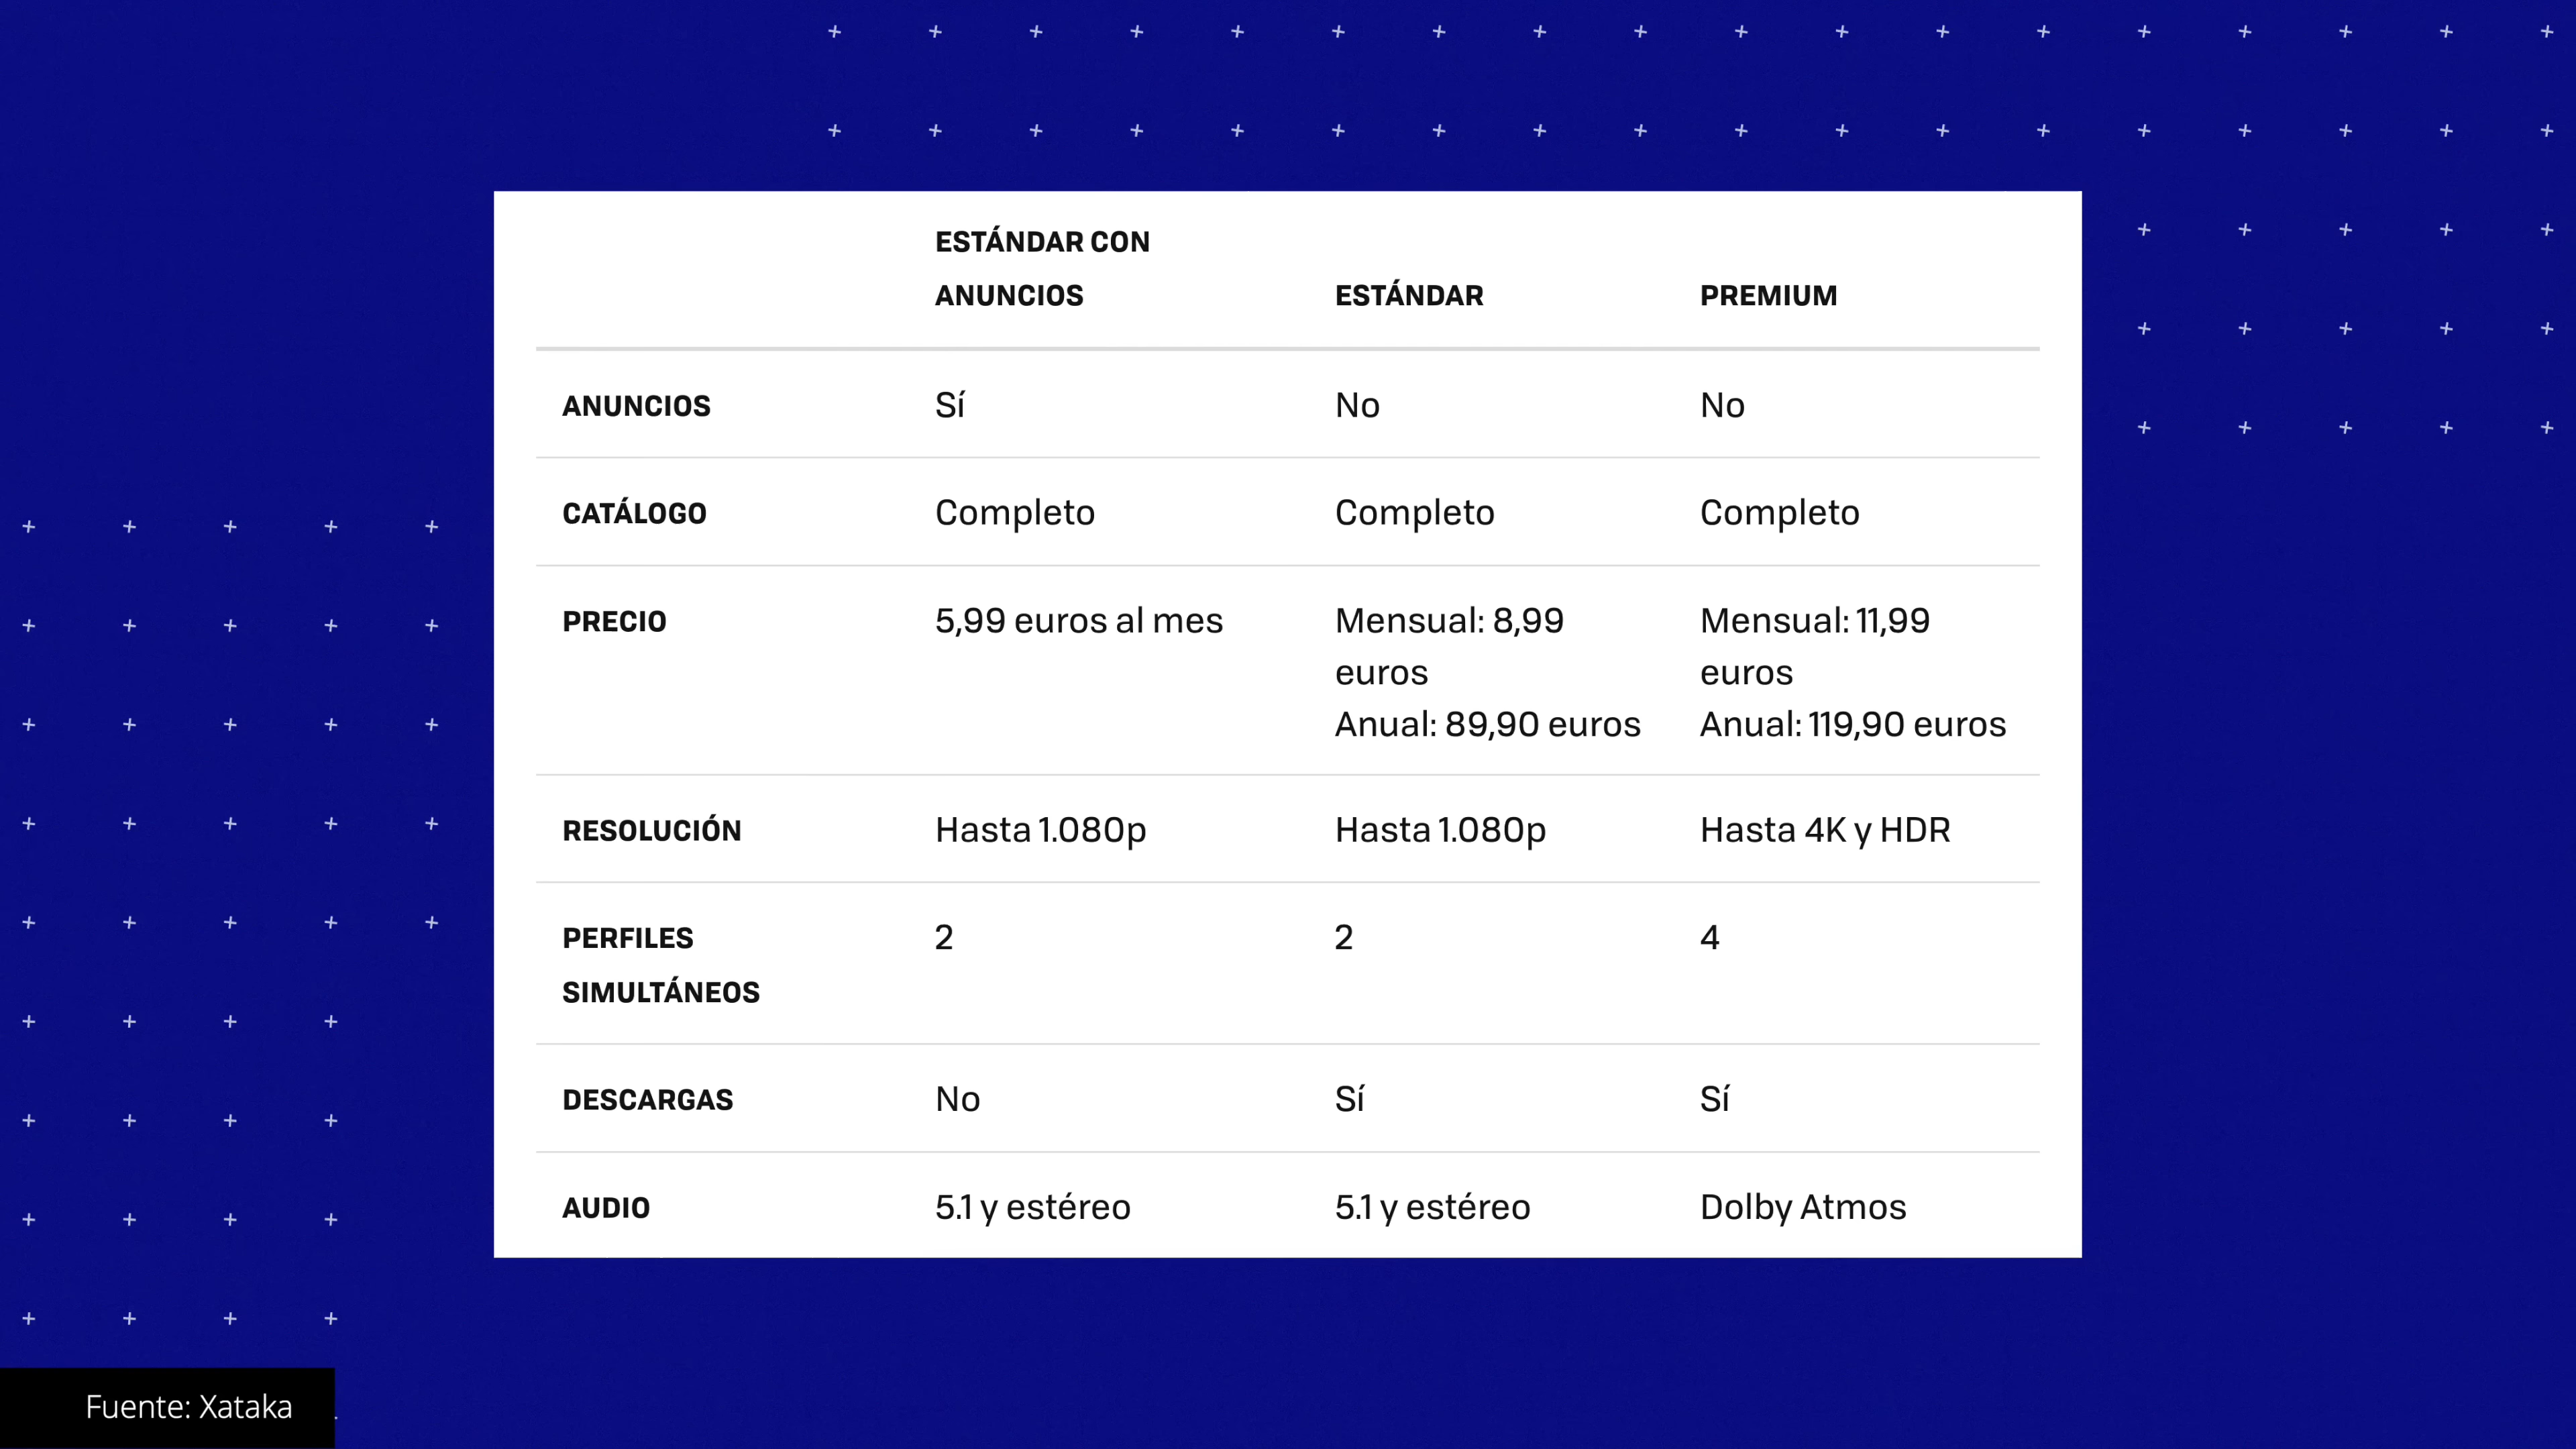 ESTÁNDAR CON
ANUNCIOS ESTÁNDAR PREMIUM
ANUNCIOS Sí No No
CATÁLOGO Completo Completo Completo
PRECIO 5,99 euros al mes Mensual: 8,99 Mensual: 11,99
euros euros
Anual: 89,90 euros Anual: 119,90 euros
RESOLUCIÓN Hasta 1.080p Hasta 1.080p Hasta 4K y HDR
PERFILES 2 2 4
SIMULTÁNEOS
DESCARGAS No Sí Sí
AUDIO 5.1 y estéreo 5.1 y estéreo Dolby Atmos
Fuente: Xataka